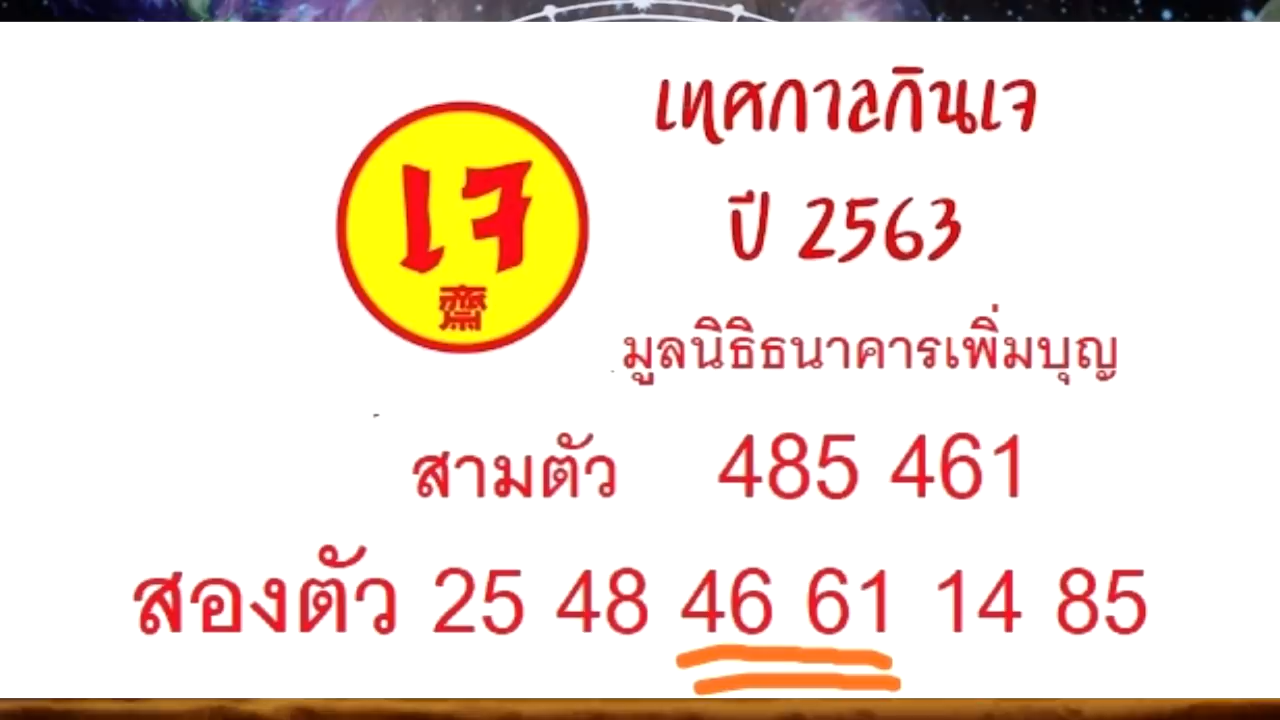 เทศกาลกินเจ
ปี 2563
เจ
齋
มูลนิธิธนาคารเพิ่มบุญ
สามตัว 485 461
สองตัว 25 48 46 61 14 85